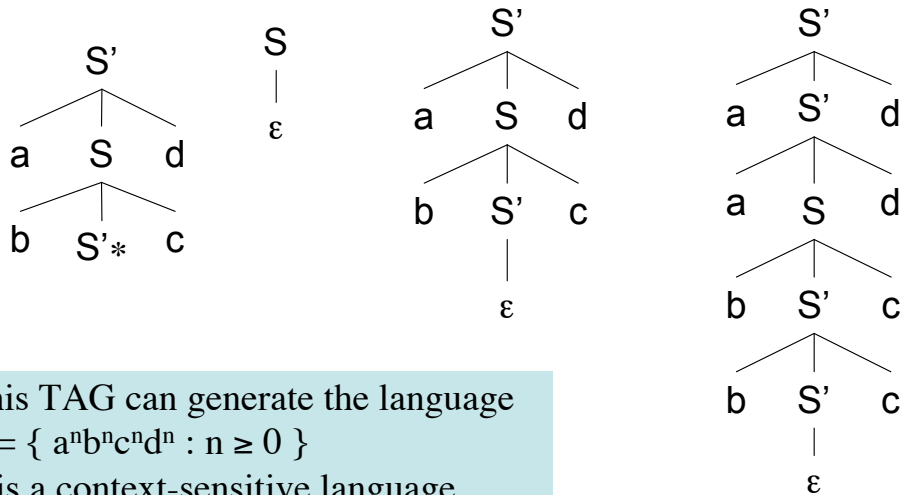 S’
a S d
b S’* c
S
ε
S’
a S d
b S’ c
ε
S’
a S’ d
a S d
b S’ c
b S’ c
ε
his TAG can generate the language
= { aⁿbⁿcⁿdⁿ : n ≥ 0 }
is a context-sensitive language